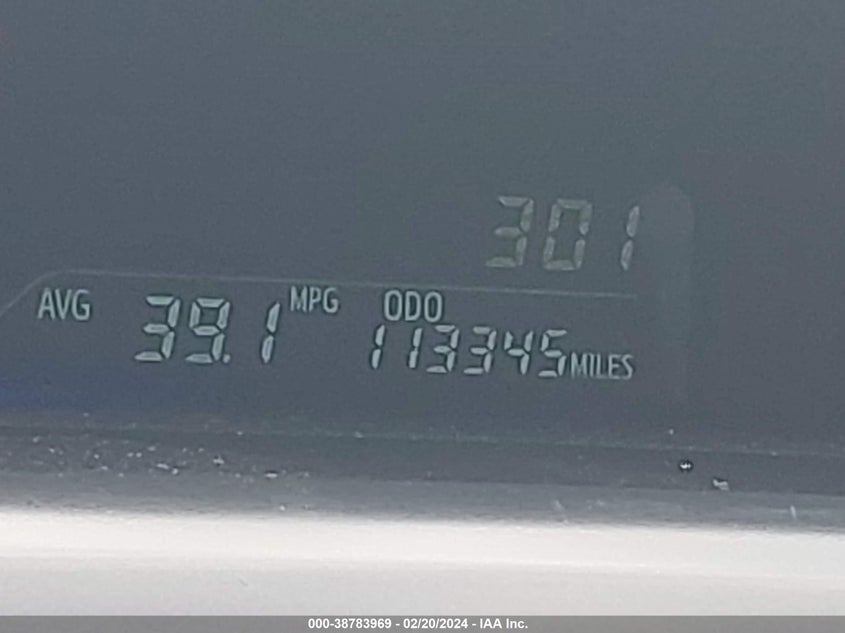 301
AVG 39.1 MPG ODO 113345 MILES
000-38783969 - 02/20/2024 - IAA Inc.